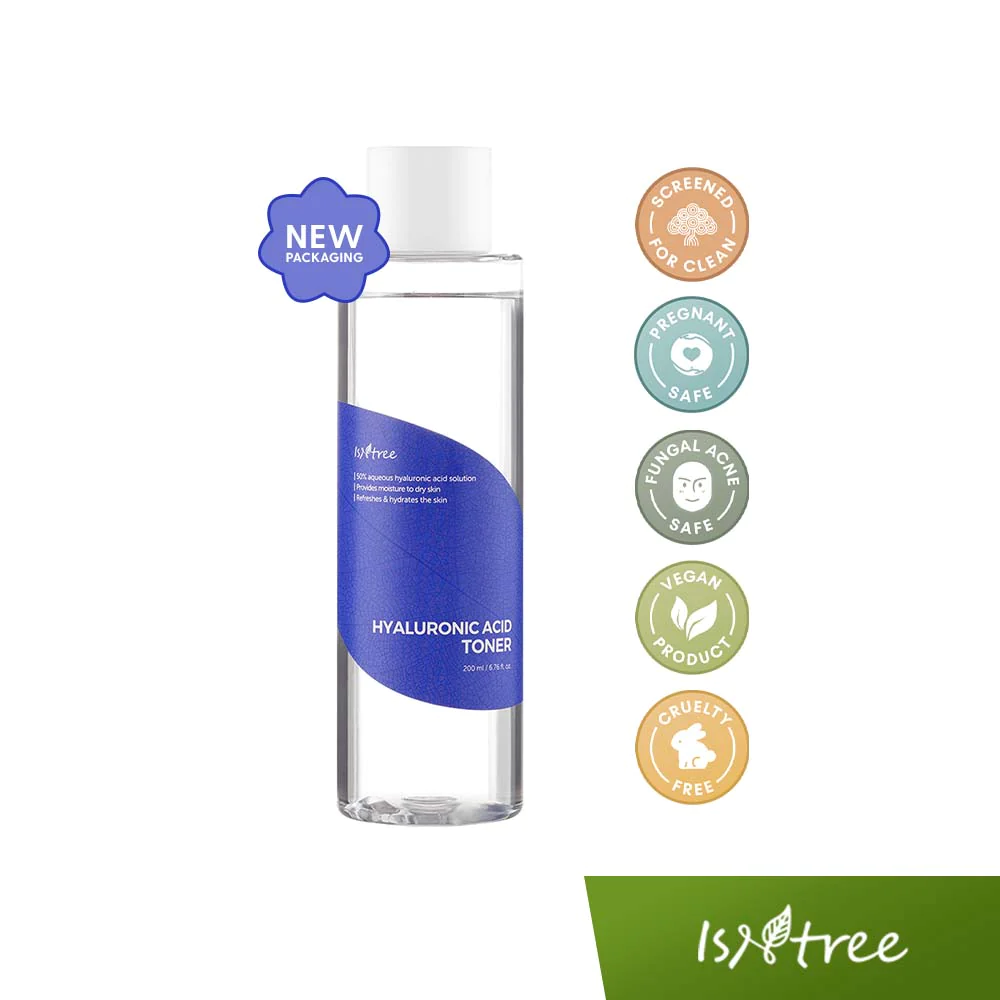 NEW
PACKAGING
Isntree
50% aqueous hyaluronic acid solution
Provides moisture to dry skin
Refreshes & hydrates the skin
HYALURONIC ACID
TONER
200 ml / 6.76 fl. oz.
SCREENED
FOR CLEAN
PREGNANT
SAFE
FUNGAL ACNE
SAFE
VEGAN
PRODUCT
CRUELTY
FREE
Isntree